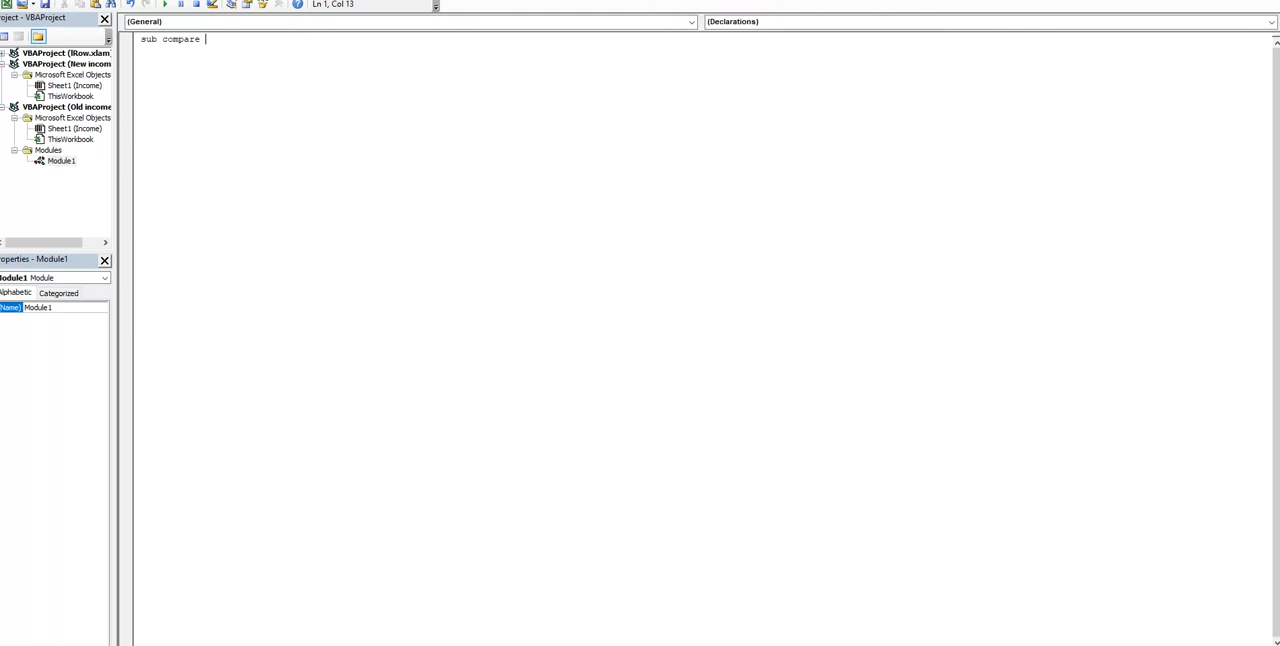 Ln 1, Col 13
roject - VBAProject
(General)
(Declarations)
sub compare
VBAProject (lRow.xlam
VBAProject (New incom
Microsoft Excel Objects
Sheet1 (Income)
ThisWorkbook
VBAProject (Old income
Microsoft Excel Objects
Sheet1 (Income)
ThisWorkbook
Modules
Module1
roperties - Module1
Module1 Module
Alphabetic Categorized
(Name) Module1